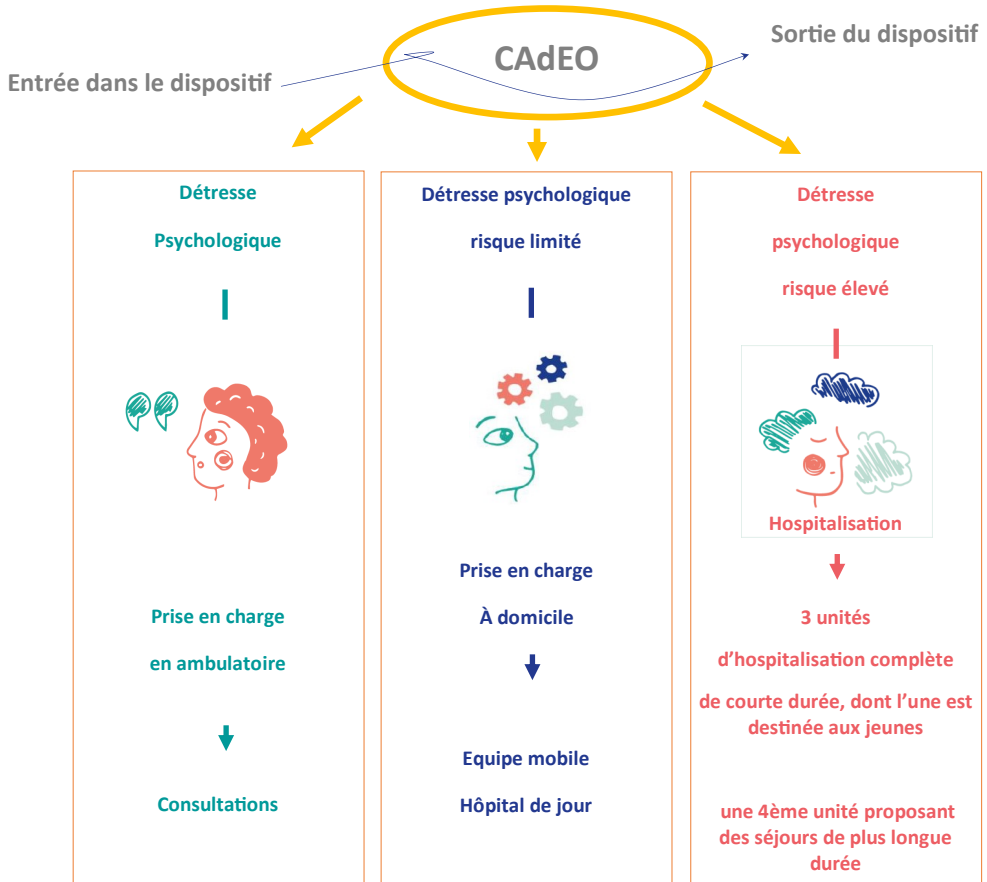 CAdEO
Sortie du dispositif
Entrée dans le dispositif
Détresse
Psychologique
Prise en charge
en ambulatoire
Consultations
Détresse psychologique
risque limité
Prise en charge
À domicile
Equipe mobile
Hôpital de jour
Détresse
psychologique
risque élevé
Hospitalisation
3 unités
d'hospitalisation complète
de courte durée, dont l'une est
destinée aux jeunes
une 4ème unité proposant
des séjours de plus longue
durée